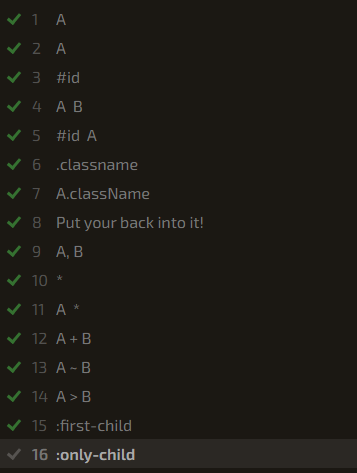 1 A
2 A
3 #id
4 A B
5 #id A
6 .classname
7 A.className
8 Put your back into it!
9 A, B
10 *
11 A *
12 A + B
13 A ~ B
14 A > B
15 :first-child
16 :only-child